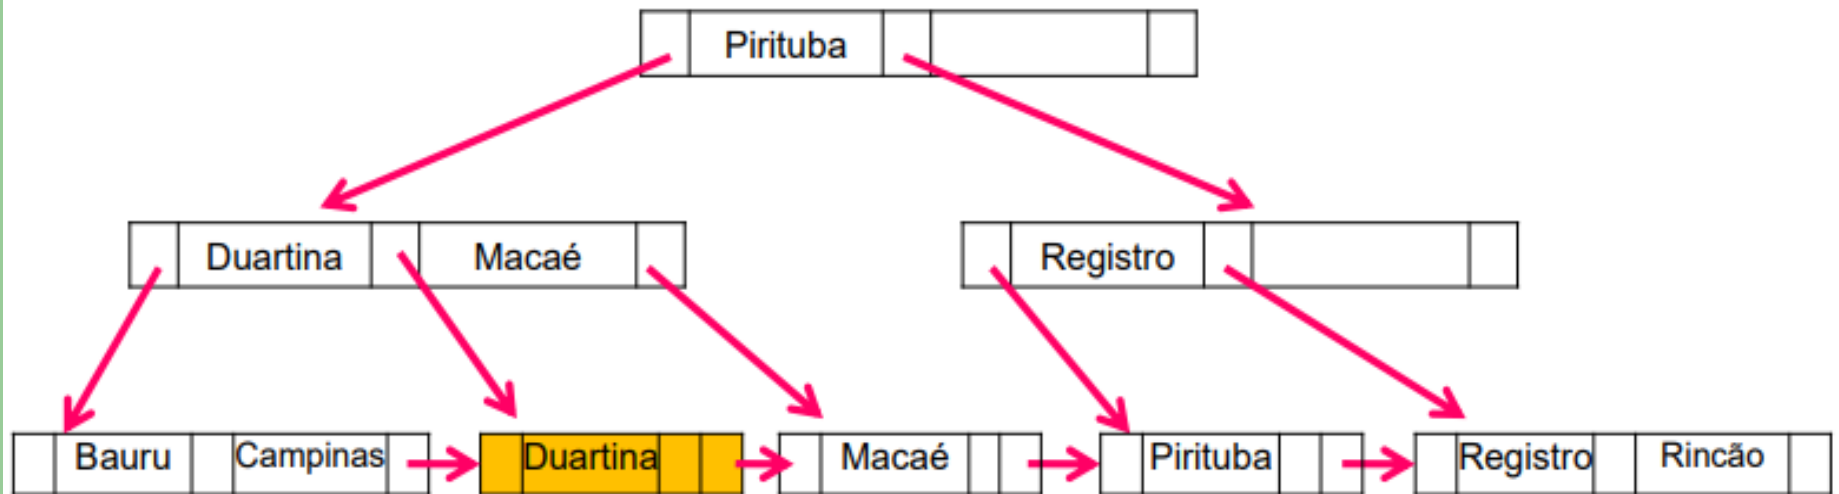 Pirituba
Duartina Macaé Registro
Bauru Campinas Duartina Macaé Pirituba Registro Rincão